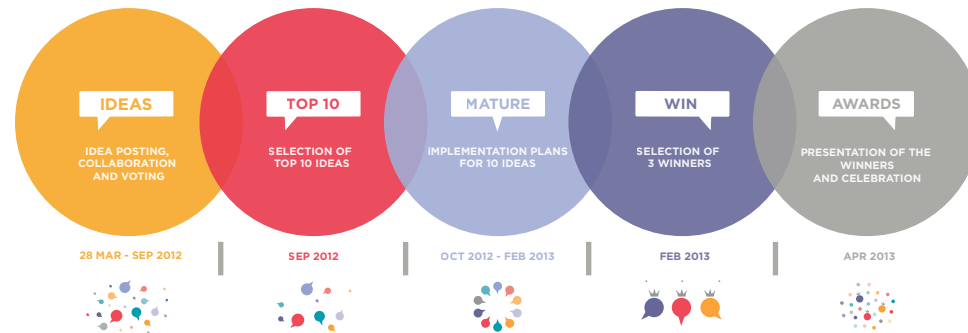 IDEAS
IDEA POSTING,
COLLABORATION
AND VOTING
28 MAR - SEP 2012
TOP 10
SELECTION OF
TOP 10 IDEAS
SEP 2012
MATURE
IMPLEMENTATION PLANS
FOR 10 IDEAS
OCT 2012 - FEB 2013
WIN
SELECTION OF
3 WINNERS
FEB 2013
AWARDS
PRESENTATION OF THE
WINNERS
AND CELEBRATION
APR 2013